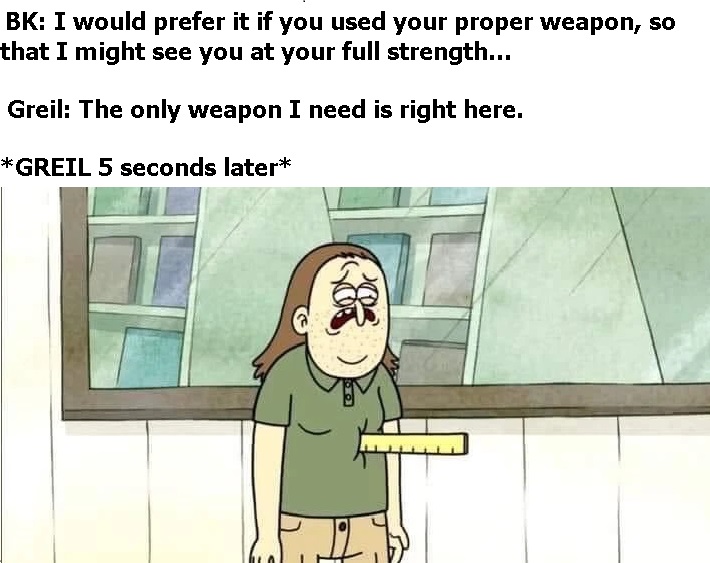 BK: I would prefer it if you used your proper weapon, so
that I might see you at your full strength...
Greil: The only weapon I need is right here.
*GREIL 5 seconds later*